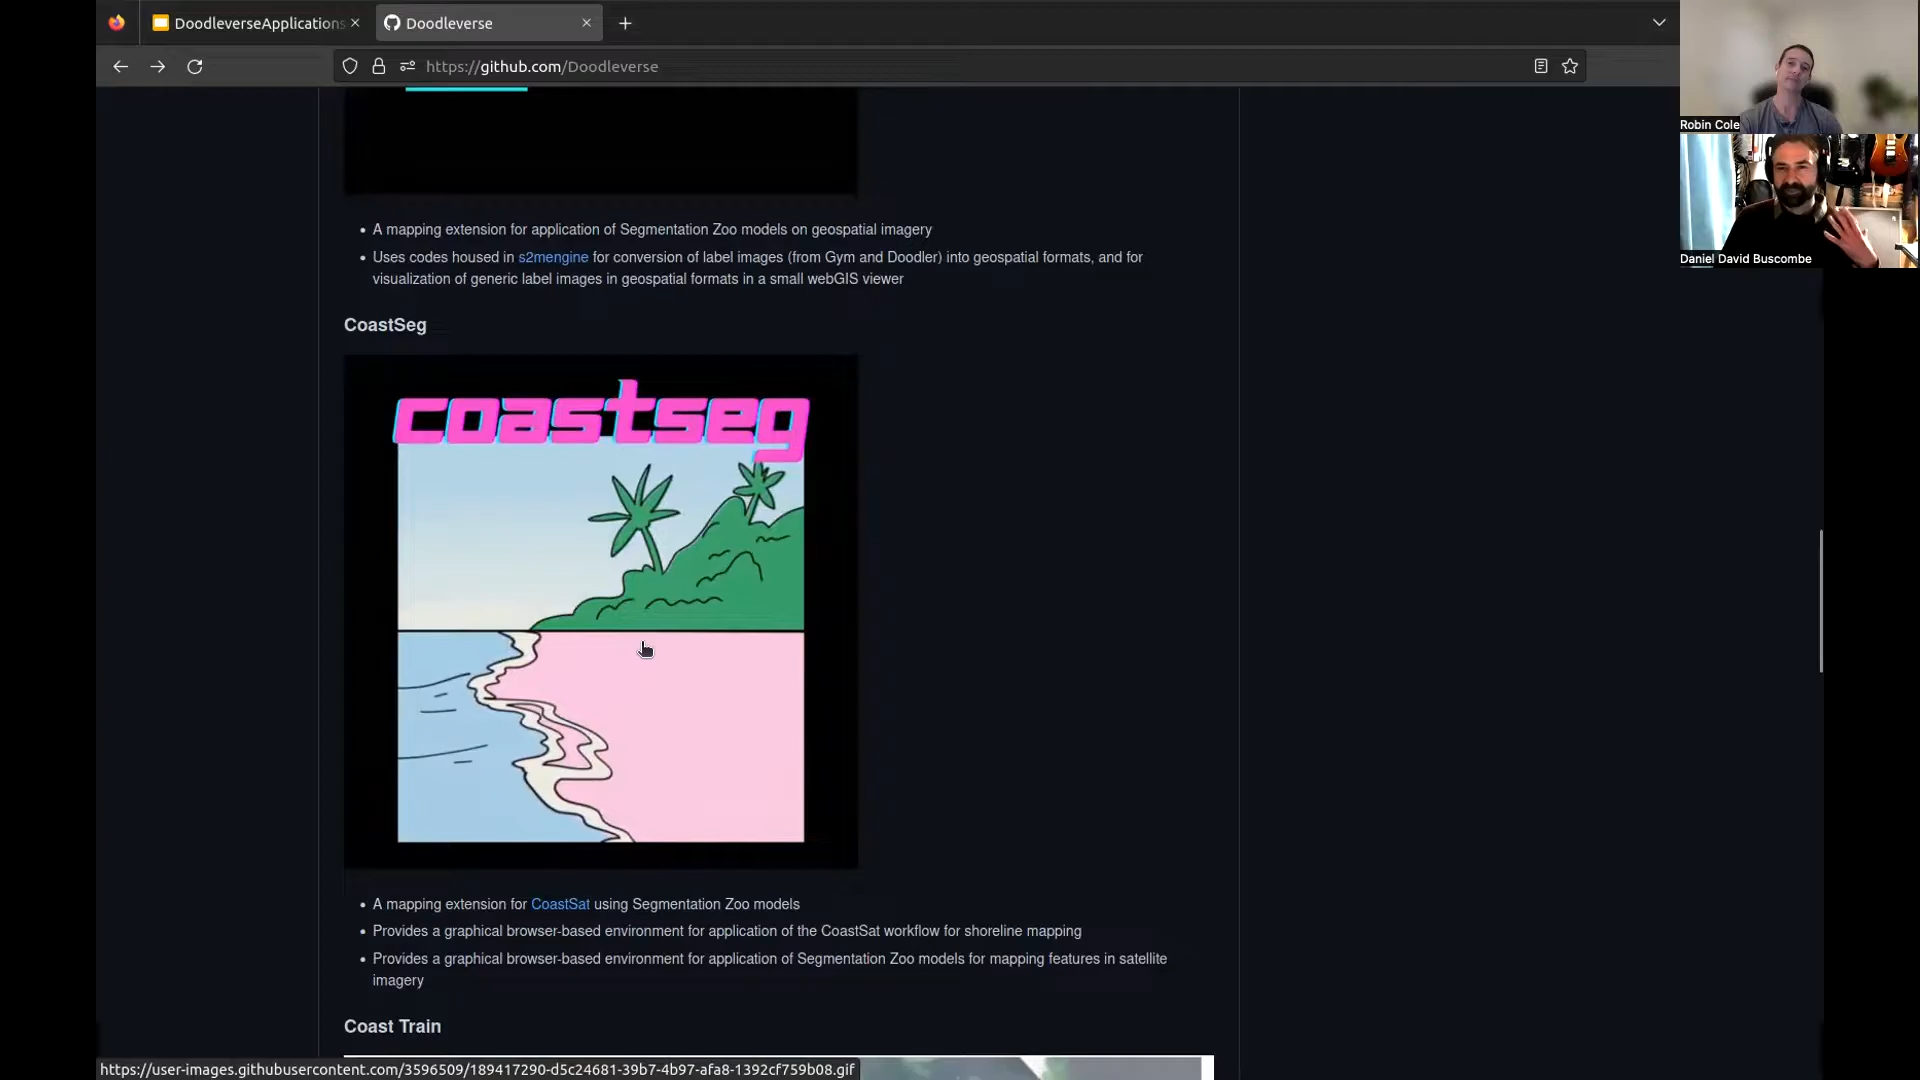 DoodleverseApplications
Doodleverse
https://github.com/Doodleverse
Robin Cole
Daniel David Buscombe
A mapping extension for application of Segmentation Zoo models on geospatial imagery
Uses codes housed in s2mengine for conversion of label images (from Gym and Doodler) into geospatial formats, and for
visualization of generic label images in geospatial formats in a small webGIS viewer
CoastSeg
coastseg
A mapping extension for CoastSat using Segmentation Zoo models
Provides a graphical browser-based environment for application of the CoastSat workflow for shoreline mapping
Provides a graphical browser-based environment for application of Segmentation Zoo models for mapping features in satellite
imagery
Coast Train
https://user-images.githubusercontent.com/3596509/189417290-d5c24681-39b7-4b97-afa8-1392cf759b08.gif